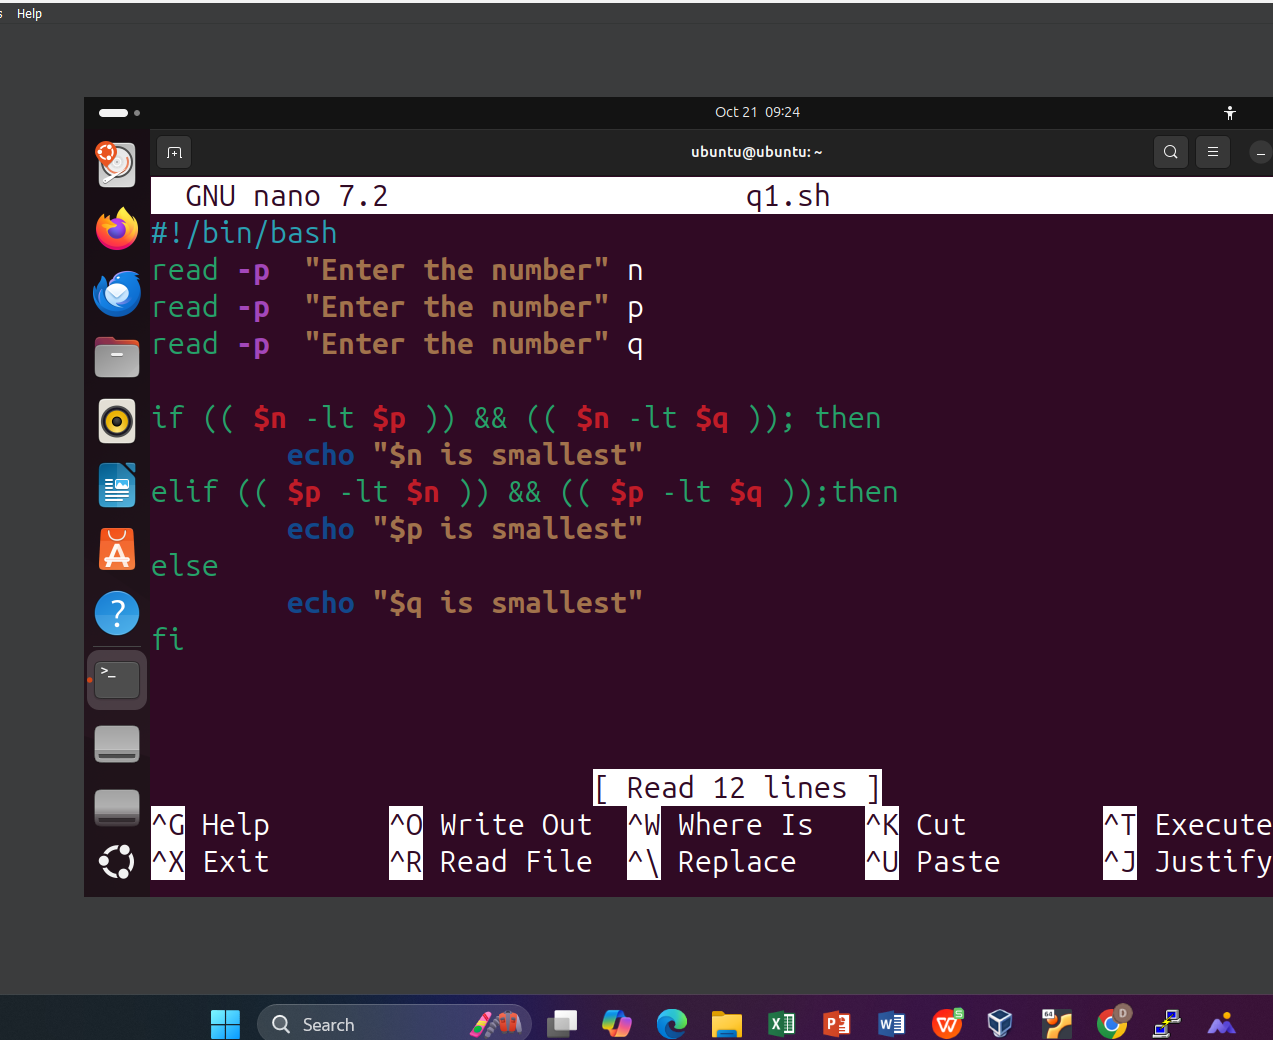 s Help
Oct 21 09:24
ubuntu@ubuntu: ~
GNU nano 7.2 q1.sh
#!/bin/bash
read -p  "Enter the number" n
read -p  "Enter the number" p
read -p  "Enter the number" q
if (( $n -lt $p )) && (( $n -lt $q )); then
        echo "$n is smallest"
elif (( $p -lt $n )) && (( $p -lt $q ));then
        echo "$p is smallest"
else
        echo "$q is smallest"
fi
>_
[ Read 12 lines ]
^G Help ^O Write Out ^W Where Is ^K Cut ^T Execute
^X Exit ^R Read File ^\ Replace ^U Paste ^J Justify
Search
64
D